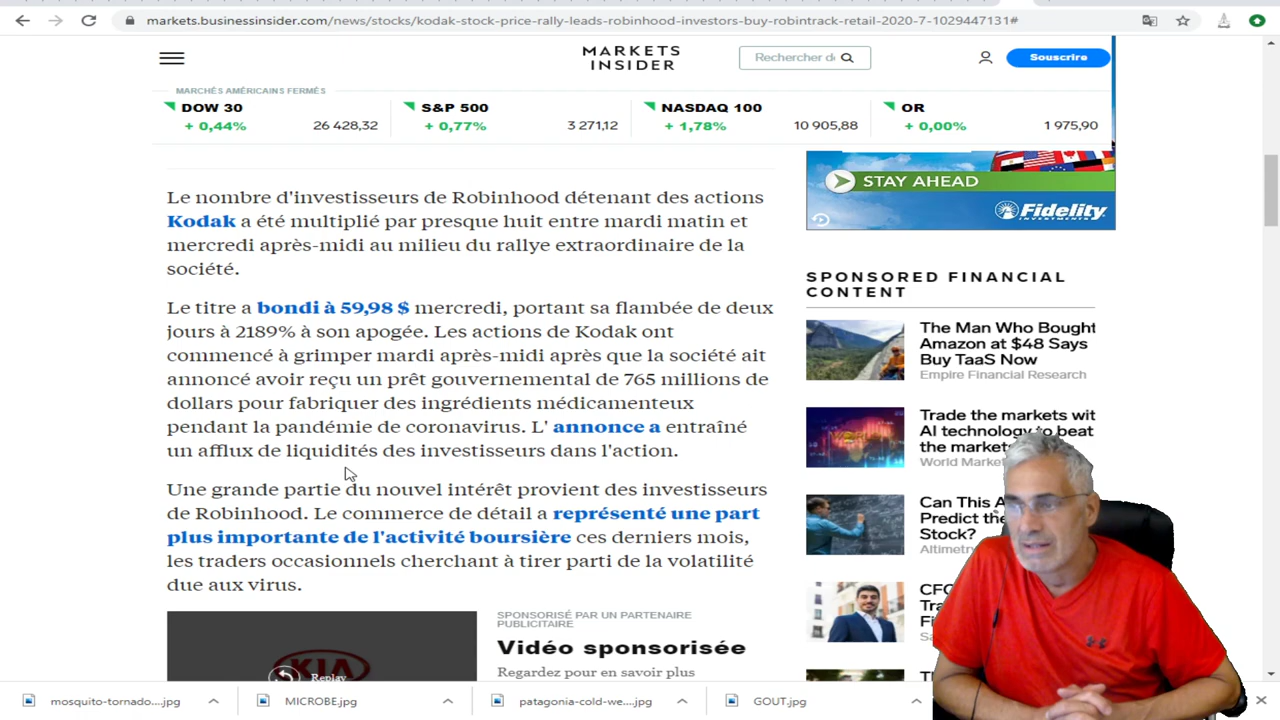 markets.businessinsider.com/news/stocks/kodak-stock-price-rally-leads-robinhood-investors-buy-robintrack-retail-2020-7-1029447131#
MARKETS
INSIDER
Rechercher
Souscrire
MARCHÉS AMÉRICAINS FERMÉS
DOW 30
+ 0,44% 26 428,32
S&P 500
+ 0,77% 3 271,12
NASDAQ 100
+ 1,78% 10 905,88
OR
+ 0,00% 1 975,90
Le nombre d'investisseurs de Robinhood détenant des actions
Kodak a été multiplié par presque huit entre mardi matin et
mercredi après-midi au milieu du rallye extraordinaire de la
société.
Le titre a bondi à 59,98 $ mercredi, portant sa flambée de deux
jours à 2189% à son apogée. Les actions de Kodak ont
commencé à grimper mardi après-midi après que la société ait
annoncé avoir reçu un prêt gouvernemental de 765 millions de
dollars pour fabriquer des ingrédients médicamenteux
pendant la pandémie de coronavirus. L' annonce a entraîné
un afflux de liquidités des investisseurs dans l'action.
Une grande partie du nouvel intérêt provient des investisseurs
de Robinhood. Le commerce de détail a représenté une part
plus importante de l'activité boursière ces derniers mois,
les traders occasionnels cherchant à tirer parti de la volatilité
due aux virus.
KIA
Replay
SPONSORISÉ PAR UN PARTENAIRE
PUBLICITAIRE
Vidéo sponsorisée
Regardez pour en savoir plus
STAY AHEAD
Fidelity
INVESTMENTS
SPONSORED FINANCIAL
CONTENT
The Man Who Bought
Amazon at $48 Says
Buy TaaS Now
Empire Financial Research
Trade the markets wit
AI technology to beat
the market
World Marke
Can This A
Predict the
Stock?
Altimetry
CFO
Tra
Fi
Sa
mosquito-tornado....jpg
MICROBE.jpg
patagonia-cold-we....jpg
GOUT.jpg